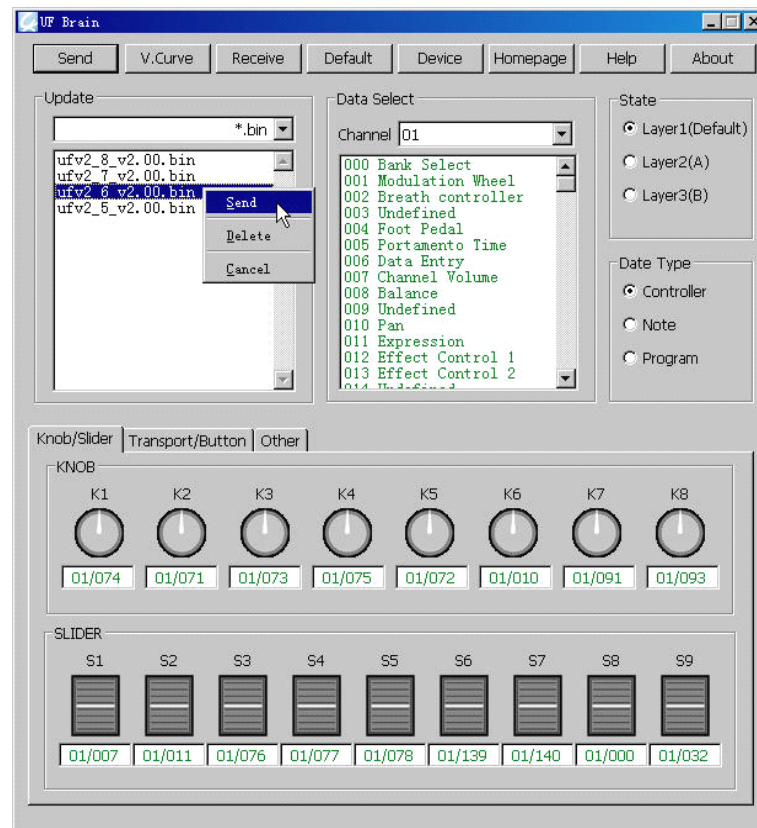 UF Brain
Send V.Curve Receive Default Device Homepage Help About
Update
*.bin
ufv2_8_v2.00.bin
ufv2_7_v2.00.bin
ufv2_6_v2.00.bin
ufv2_5_v2.00.bin
Send
Delete
Cancel
Data Select
Channel 01
000 Bank Select
001 Modulation Wheel
002 Breath controller
003 Undefined
004 Foot Pedal
005 Portamento Time
006 Data Entry
007 Channel Volume
008 Balance
009 Undefined
010 Pan
011 Expression
012 Effect Control 1
013 Effect Control 2
014 Undefined
State
Layer1(Default)
Layer2(A)
Layer3(B)
Date Type
Controller
Note
Program
Knob/Slider Transport/Button Other
KNOB
K1 K2 K3 K4 K5 K6 K7 K8
01/074 01/071 01/073 01/075 01/072 01/010 01/091 01/093
SLIDER
S1 S2 S3 S4 S5 S6 S7 S8 S9
01/007 01/011 01/076 01/077 01/078 01/139 01/140 01/000 01/032